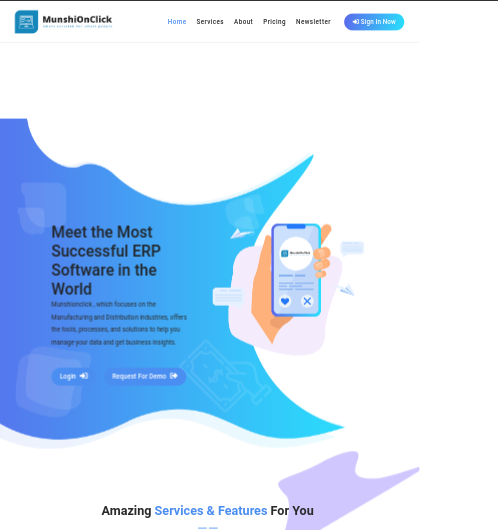 MunshiOnClick
Home Services About Pricing Newsletter Sign In Now
Meet the Most
Successful ERP
Software in the
World
Munshionclick, which focuses on the
Manufacturing and Distribution industries, offers
the tools, processes, and solutions to help you
manage your data and get business insights.
Login Request For Demo
MunshiOnClick
Amazing Services & Features For You